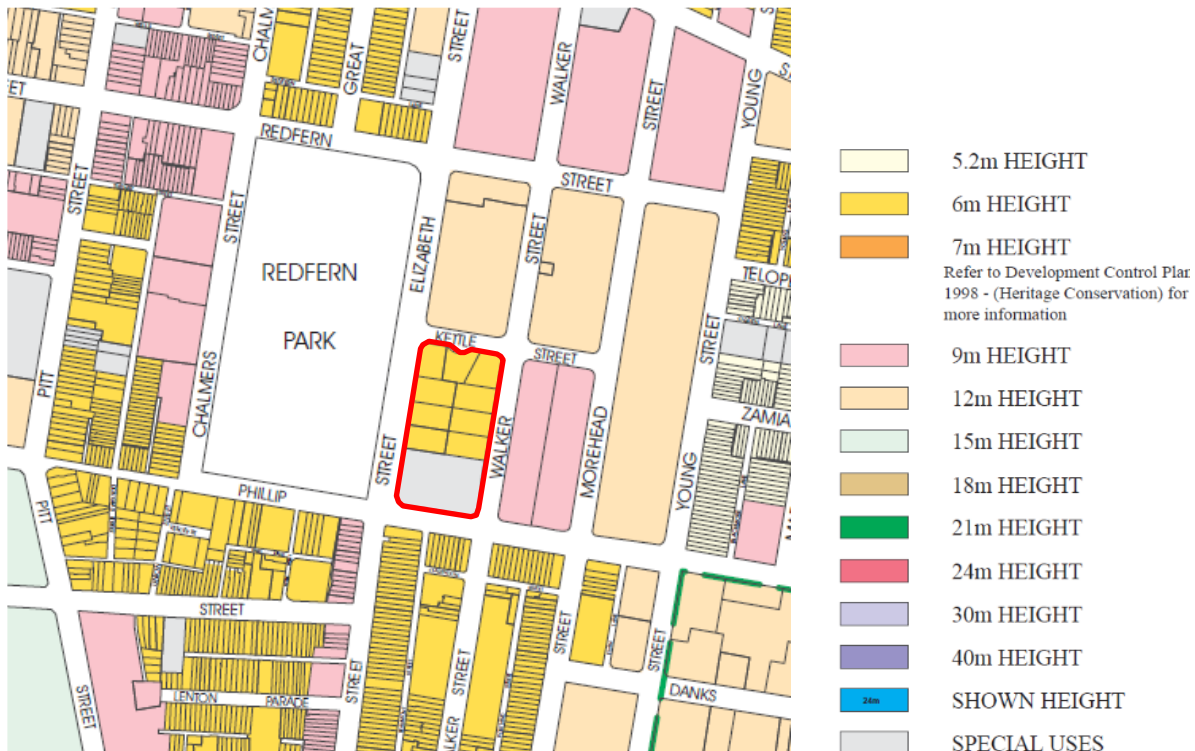 CHALM
GREAT
STREET
WALKER
STREET
YOUNG
STREET
REDFERN
STREET
STREET
STREET
ELIZABETH
REDFERN
PARK
TELOP
KETTLE
STREET
STREET
PITT
CHALMERS
STREET
WALKER
MOREHEAD
YOUNG
ZAMIA
PHILLIP
PITT
STREET
STREET
STREET
STREET
STREET
STREET
DANKS
LENTON
PARADE
LKER
5.2m HEIGHT
6m HEIGHT
7m HEIGHT
Refer to Development Control Plan
1998 - (Heritage Conservation) for
more information
9m HEIGHT
12m HEIGHT
15m HEIGHT
18m HEIGHT
21m HEIGHT
24m HEIGHT
30m HEIGHT
40m HEIGHT
24m
SHOWN HEIGHT
SPECIAL USES